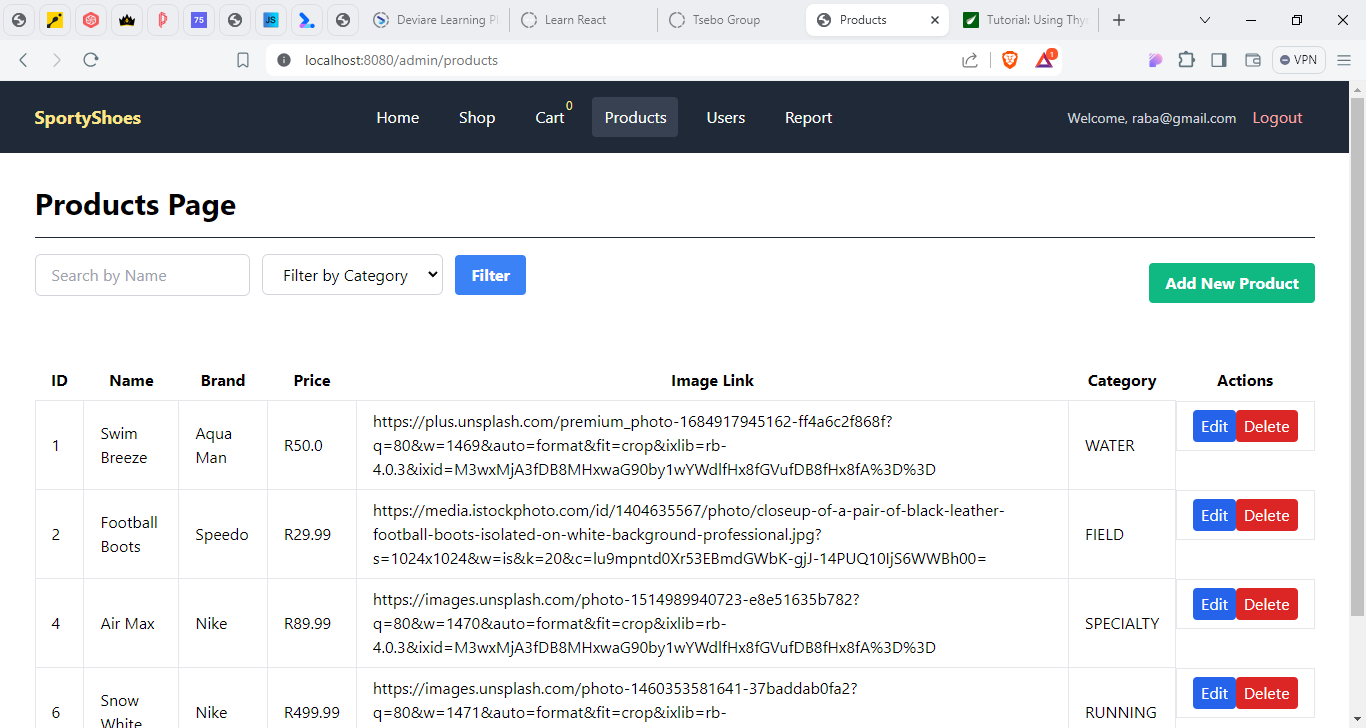 75
JS
Deviare Learning Pl
Learn React
Tsebo Group
Products
Tutorial: Using Thy
localhost:8080/admin/products
1
VPN
SportyShoes
Home
Shop
Cart
0
Products
Users
Report
Welcome, raba@gmail.com
Logout
Products Page
Search by Name
Filter by Category
Filter
Add New Product
ID
Name
Brand
Price
Image Link
Category
Actions
1
Swim
Breeze
Aqua
Man
R50.0
https://plus.unsplash.com/premium_photo-1684917945162-ff4a6c2f868f?
q=80&w=1469&auto=format&fit=crop&ixlib=rb-
4.0.3&ixid=M3wxMjA3fDB8MHxwaG90by1wYWdlfHx8fGVufDB8fHx8fA%3D%3D
WATER
Edit
Delete
2
Football
Boots
Speedo
R29.99
https://media.istockphoto.com/id/1404635567/photo/closeup-of-a-pair-of-black-leather-
football-boots-isolated-on-white-background-professional.jpg?
s=1024x1024&w=is&k=20&c=lu9mpntd0Xr53EBmdGWbK-gjJ-14PUQ10IjS6WWBh00=
FIELD
Edit
Delete
4
Air Max
Nike
R89.99
https://images.unsplash.com/photo-1514989940723-e8e51635b782?
q=80&w=1470&auto=format&fit=crop&ixlib=rb-
4.0.3&ixid=M3wxMjA3fDB8MHxwaG90by1wYWdlfHx8fGVufDB8fHx8fA%3D%3D
SPECIALTY
Edit
Delete
6
Snow
White
Nike
R499.99
https://images.unsplash.com/photo-1460353581641-37baddab0fa2?
q=80&w=1471&auto=format&fit=crop&ixlib=rb-
RUNNING
Edit
Delete